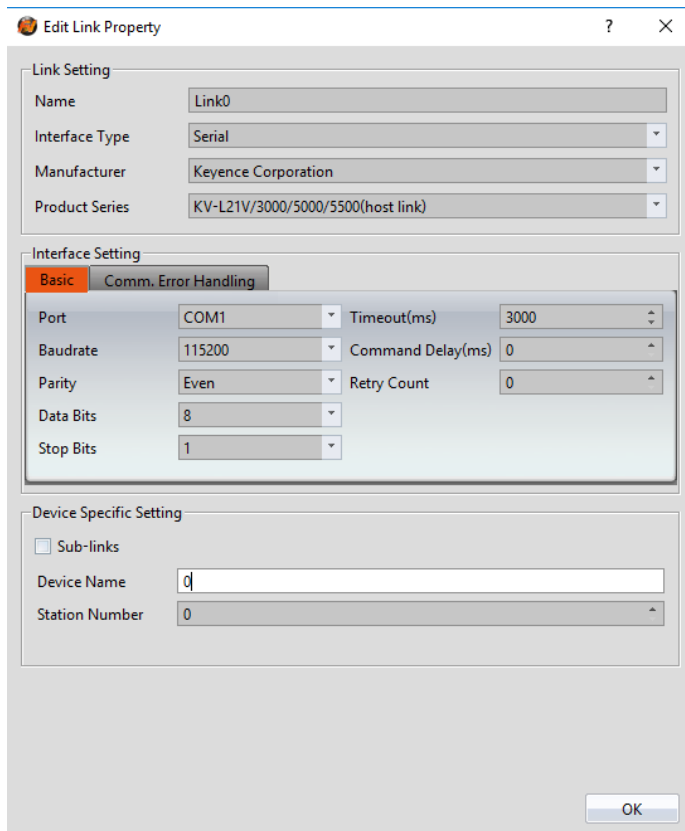 Edit Link Property ? ×
Link Setting
Name Link0
Interface Type Serial
Manufacturer Keyence Corporation
Product Series KV-L21V/3000/5000/5500(host link)
Interface Setting
Basic Comm. Error Handling
Port COM1 Timeout(ms) 3000
Baudrate 115200 Command Delay(ms) 0
Parity Even Retry Count 0
Data Bits 8
Stop Bits 1
Device Specific Setting
Sub-links
Device Name 0
Station Number 0
OK